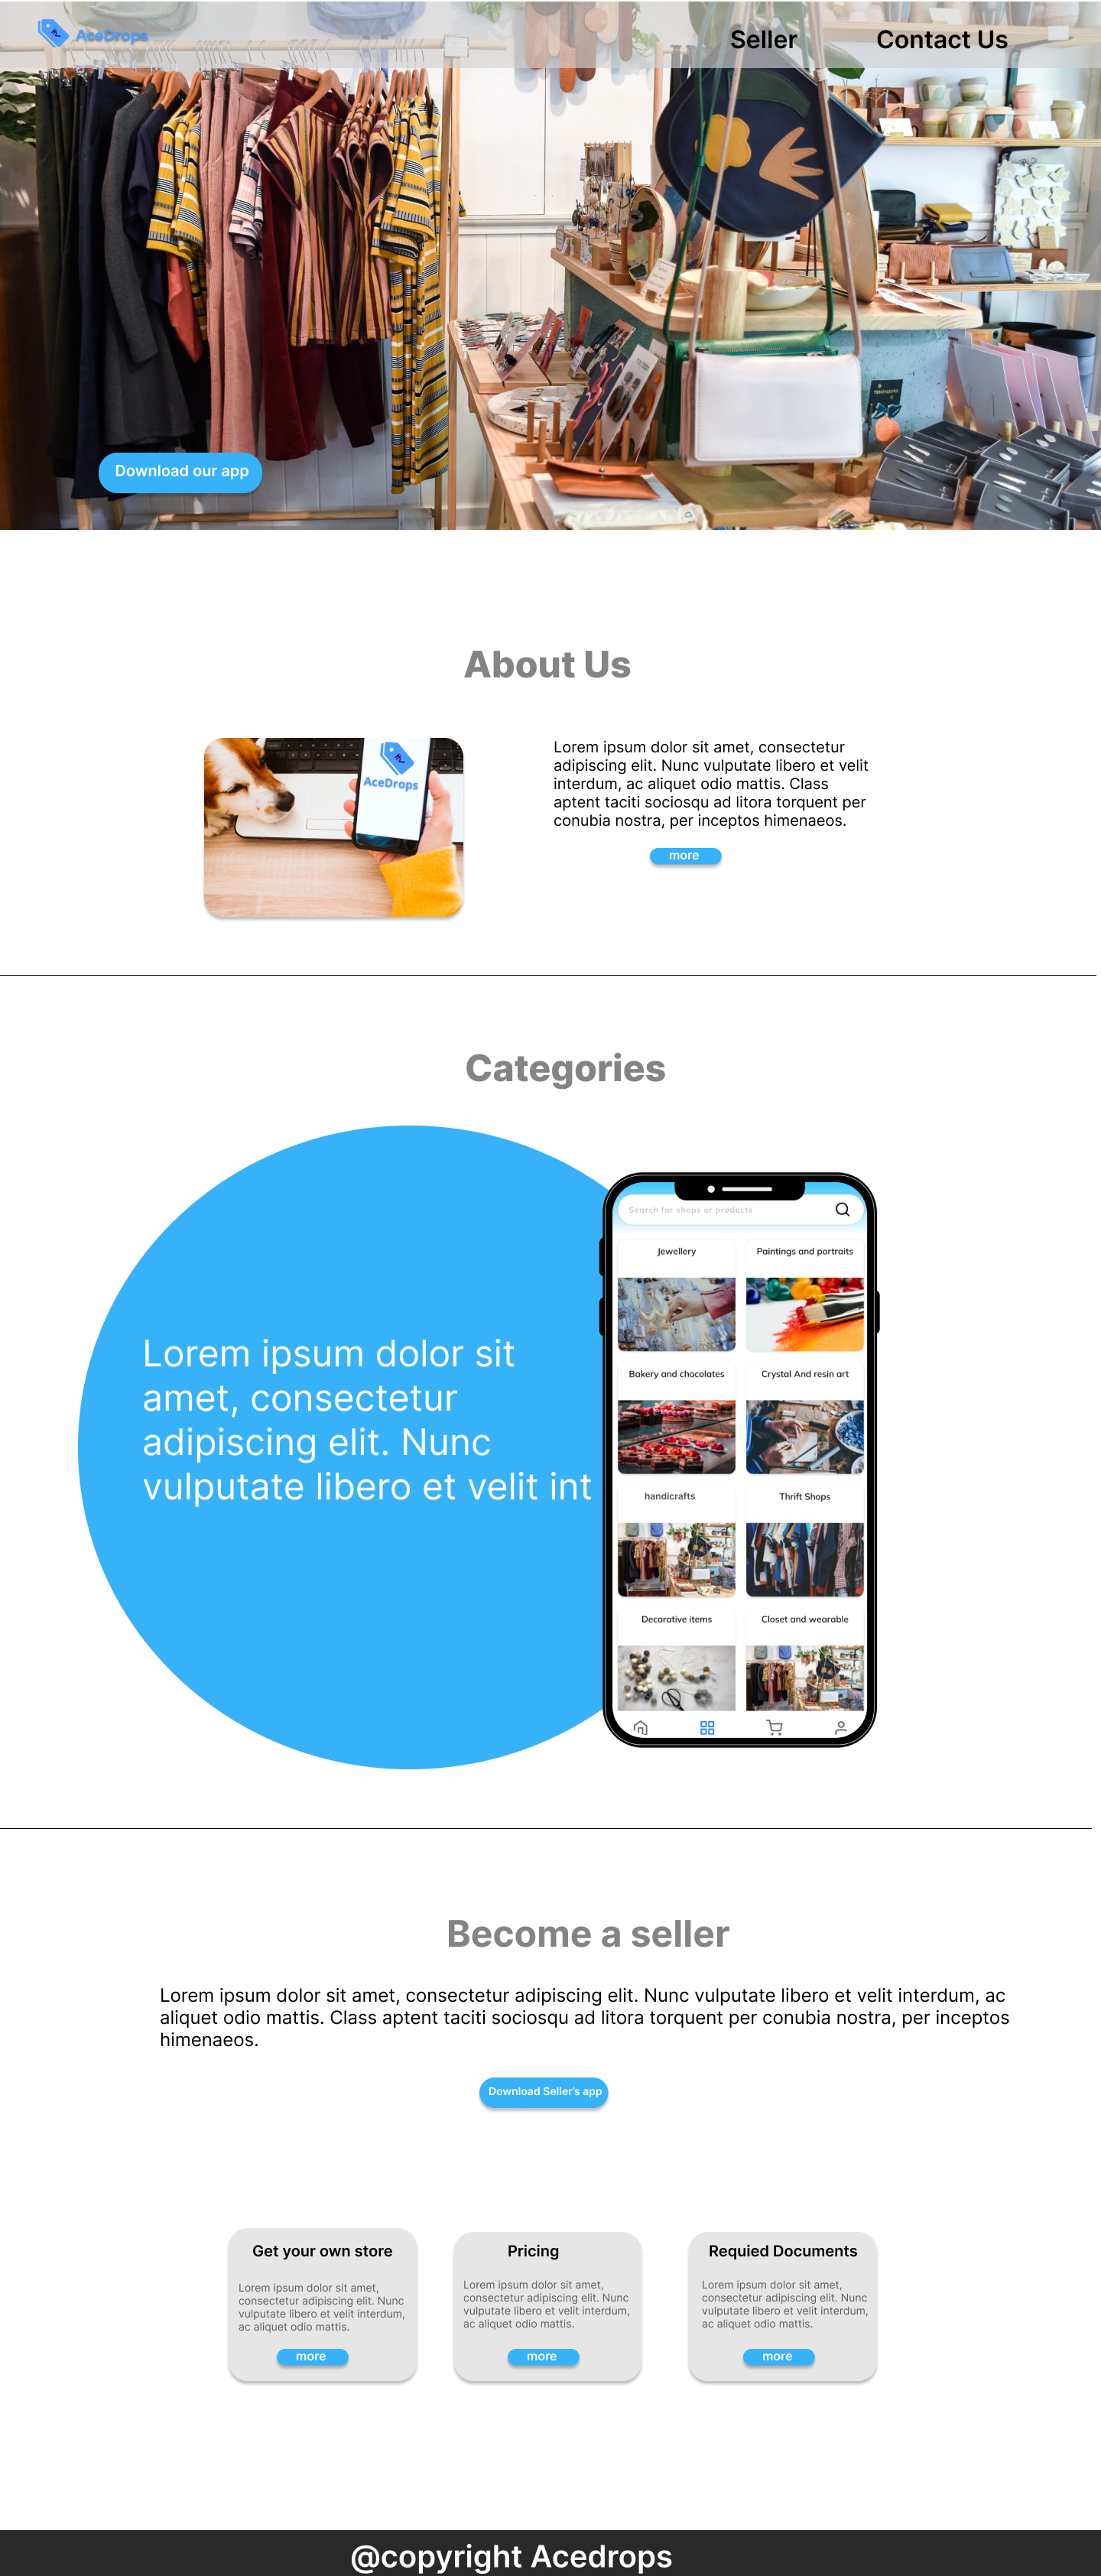 AceDrops
Seller
Contact Us
Download our app
About Us
AceDrops
Lorem ipsum dolor sit amet, consectetur
adipiscing elit. Nunc vulputate libero et velit
interdum, ac aliquet odio mattis. Class
aptent taciti sociosqu ad litora torquent per
conubia nostra, per inceptos himenaeos.
more
Categories
Lorem ipsum dolor sit
amet, consectetur
adipiscing elit. Nunc
vulputate libero et velit int
Search for shops or products
Jewellery
Paintings and portraits
Bakery and chocolates
Crystal And resin art
handicrafts
Thrift Shops
Decorative items
Closet and wearable
Become a seller
Lorem ipsum dolor sit amet, consectetur adipiscing elit. Nunc vulputate libero et velit interdum, ac
aliquet odio mattis. Class aptent taciti sociosqu ad litora torquent per conubia nostra, per inceptos
himenaeos.
Download Seller's app
Get your own store
Lorem ipsum dolor sit amet,
consectetur adipiscing elit. Nunc
vulputate libero et velit interdum,
ac aliquet odio mattis.
more
Pricing
Lorem ipsum dolor sit amet,
consectetur adipiscing elit. Nunc
vulputate libero et velit interdum,
ac aliquet odio mattis.
more
Requied Documents
Lorem ipsum dolor sit amet,
consectetur adipiscing elit. Nunc
vulputate libero et velit interdum,
ac aliquet odio mattis.
more
@copyright Acedrops